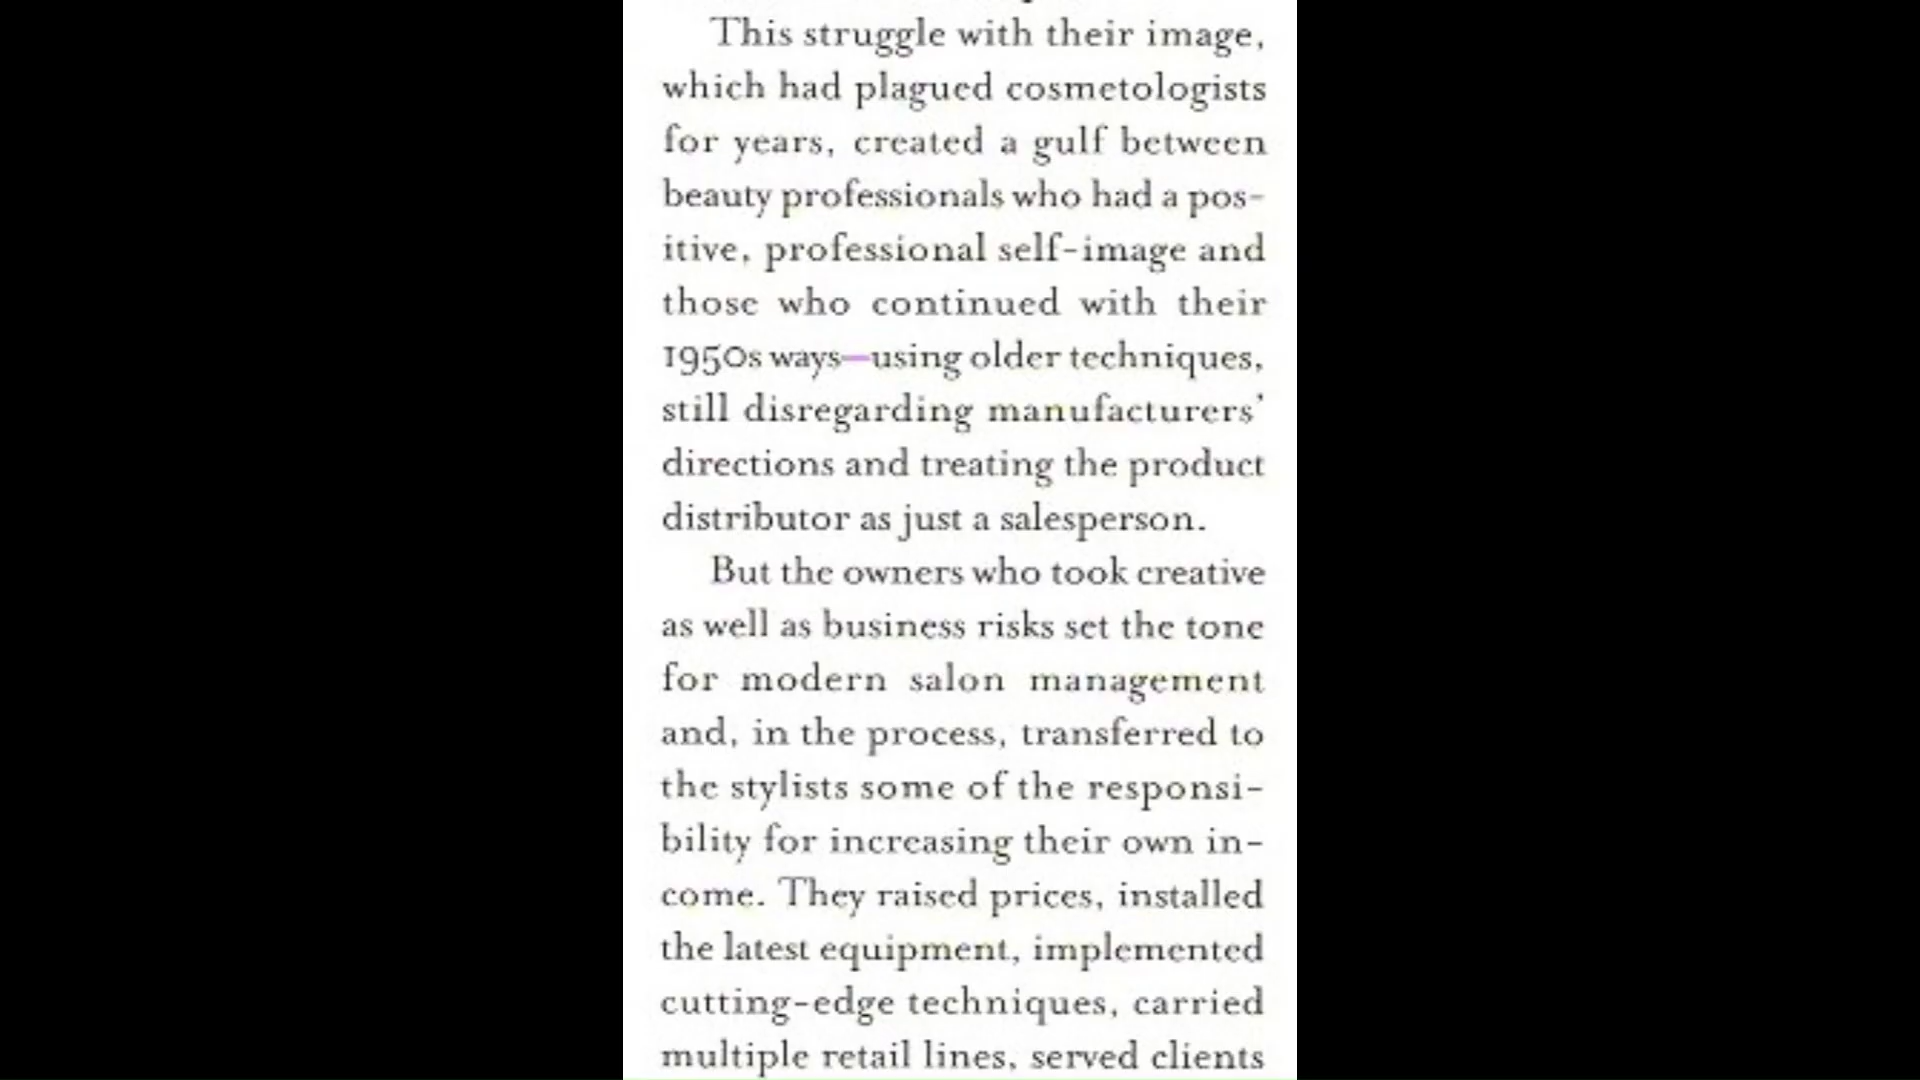 This struggle with their image,
which had plagued cosmetologists
for years, created a gulf between
beauty professionals who had a pos-
itive, professional self-image and
those who continued with their
1950s ways—using older techniques,
still disregarding manufacturers'
directions and treating the product
distributor as just a salesperson.
But the owners who took creative
as well as business risks set the tone
for modern salon management
and, in the process, transferred to
the stylists some of the responsi-
bility for increasing their own in-
come. They raised prices, installed
the latest equipment, implemented
cutting-edge techniques, carried
multiple retail lines, served clients